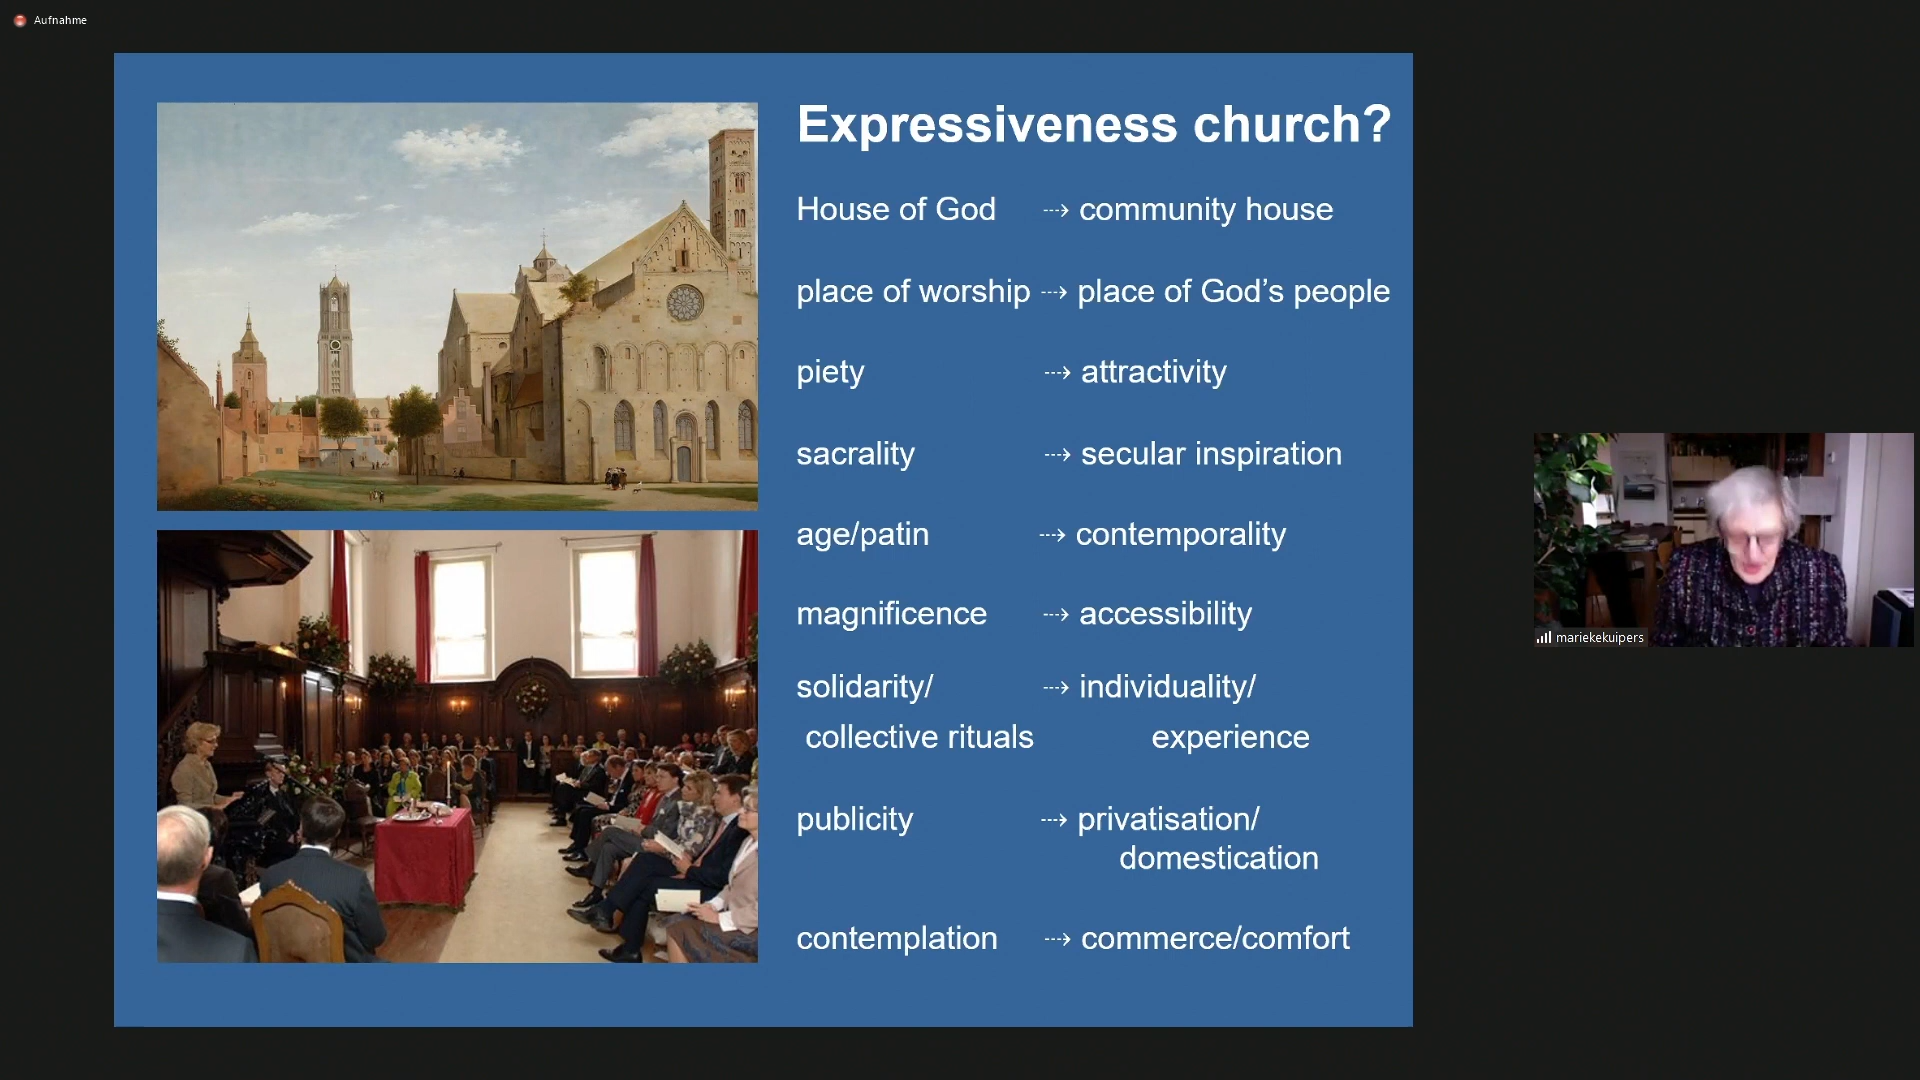 Aufnahme
Expressiveness church?
House of God ⇢ community house
place of worship ⇢ place of God’s people
piety ⇢ attractivity
sacrality ⇢ secular inspiration
age/patin ⇢ contemporality
magnificence ⇢ accessibility
solidarity/ ⇢ individuality/
collective rituals experience
publicity ⇢ privatisation/
domestication
contemplation ⇢ commerce/comfort
mariekekuipers